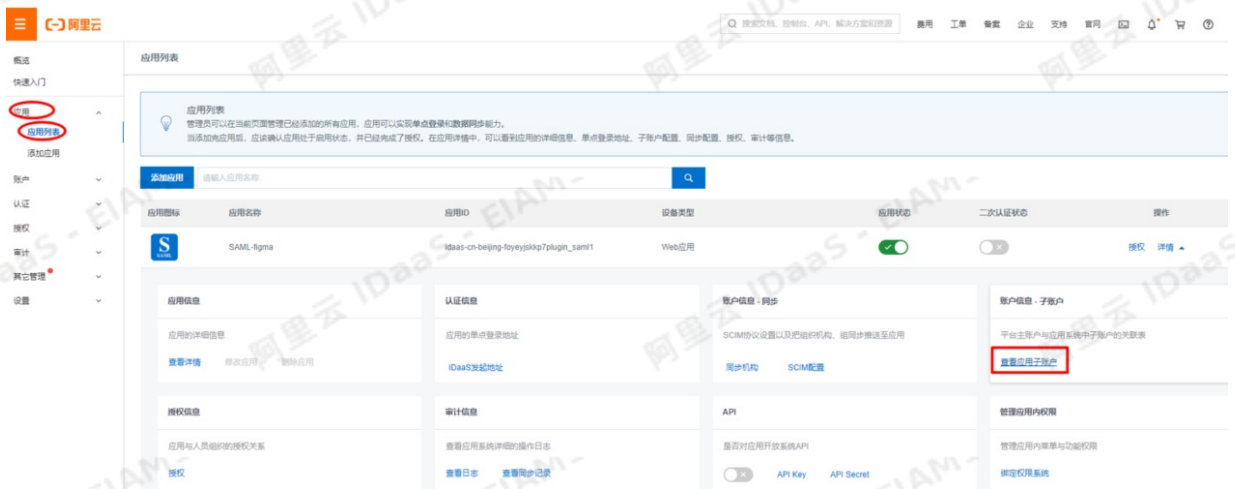 阿里云
搜索文档、控制台、API、解决方案和资源
费用 工单 备案 企业 支持 官网
概览
快速入门
应用
应用列表
添加应用
账户
认证
授权
审计
其它管理
设置
应用列表
应用列表
管理员可以在当前页面管理已经添加的所有应用，应用可以实现单点登录和数据同步能力。
当添加完应用后，应该确认应用处于启用状态，并已经完成了授权。在应用详情中，可以看到应用的详细信息、单点登录地址、子账户配置、同步配置、授权、审计等信息。
添加应用 请输入应用名称
应用图标 应用名称 应用ID 设备类型 应用状态 二次认证状态 操作
S
SAML
SAML-figma idaas-cn-beijing-foyeyjskkp7plugin_saml1 Web应用 授权 详情
应用信息 认证信息 账户信息 - 同步 账户信息 - 子账户
应用的详细信息 应用的单点登录地址 SCIM协议设置以及把组织机构、组同步推送至应用 平台主账户与应用系统中子账户的关联表
查看详情 修改应用 删除应用 IDaaS发起地址 同步机构 SCIM配置 查看应用子账户
授权信息 审计信息 API 管理应用内权限
应用与人员组织的授权关系 查看应用系统详细的操作日志 是否对应用开放系统API 管理应用内菜单与功能权限
授权 查看日志 查看同步记录 API Key API Secret 绑定权限系统
阿里云 IDaaS - EIAM-